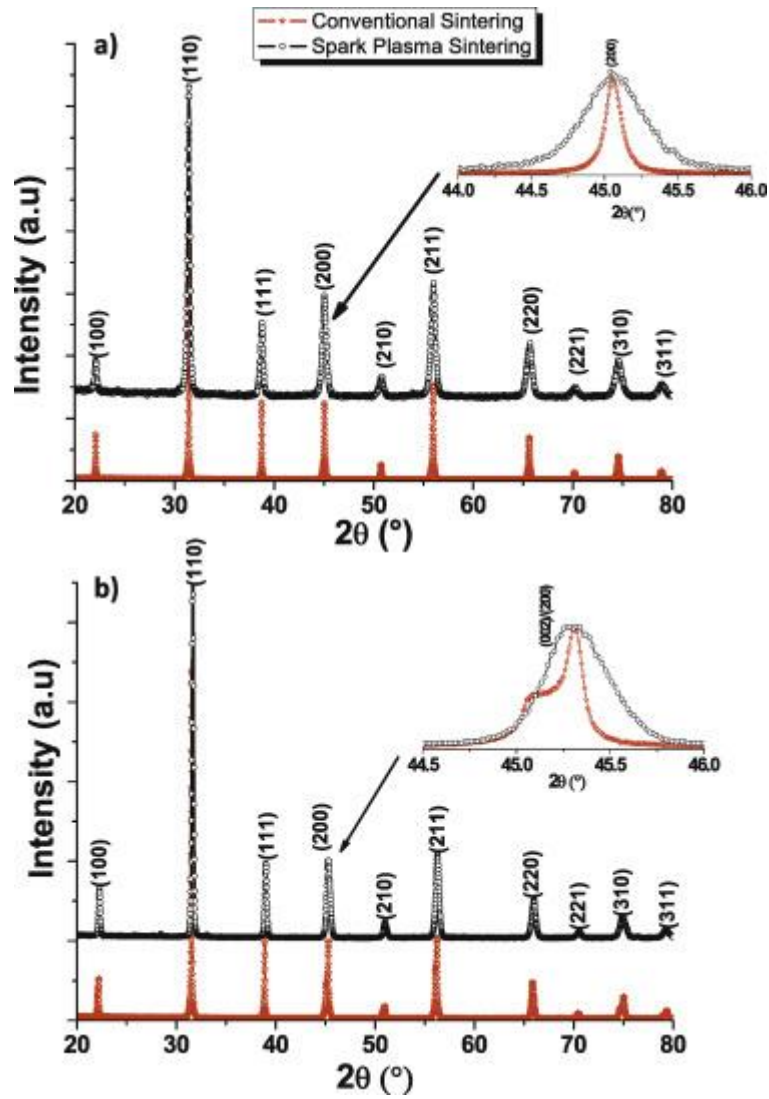 Conventional Sintering
Spark Plasma Sintering
a)
(110)
(200)
44.0 44.5 45.0 45.5 46.0
2θ(°)
(100)
(111)
(200)
(210)
(211)
(220)
(221)
(310)
(311)
Intensity (a.u)
20 30 40 50 60 70 80
2θ (°)
b)
(110)
(002)/(200)
44.5 45.0 45.5 46.0
2θ (°)
(100)
(111)
(200)
(210)
(211)
(220)
(221)
(310)
(311)
Intensity (a.u)
20 30 40 50 60 70 80
2θ (°)